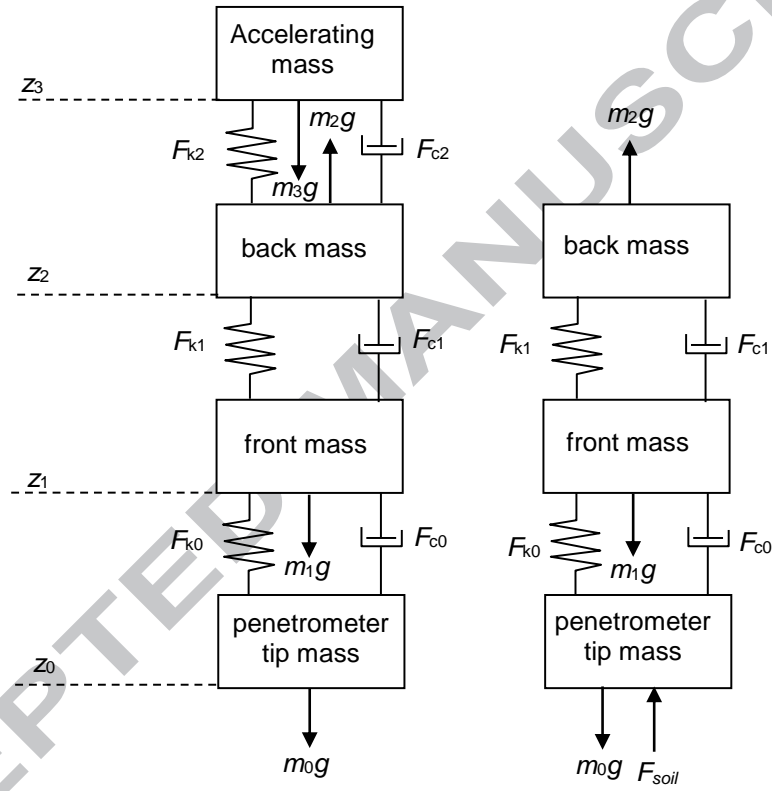 Accelerating
mass
z3
Fk2
m2g
Fc2
m3g
m2g
back mass
back mass
z2
Fk1
Fc1
Fk1
Fc1
front mass
front mass
z1
Fk0
Fc0
m1g
Fk0
Fc0
m1g
penetrometer
tip mass
penetrometer
tip mass
z0
m0g
m0g
Fsoil
EPTED MANUSC